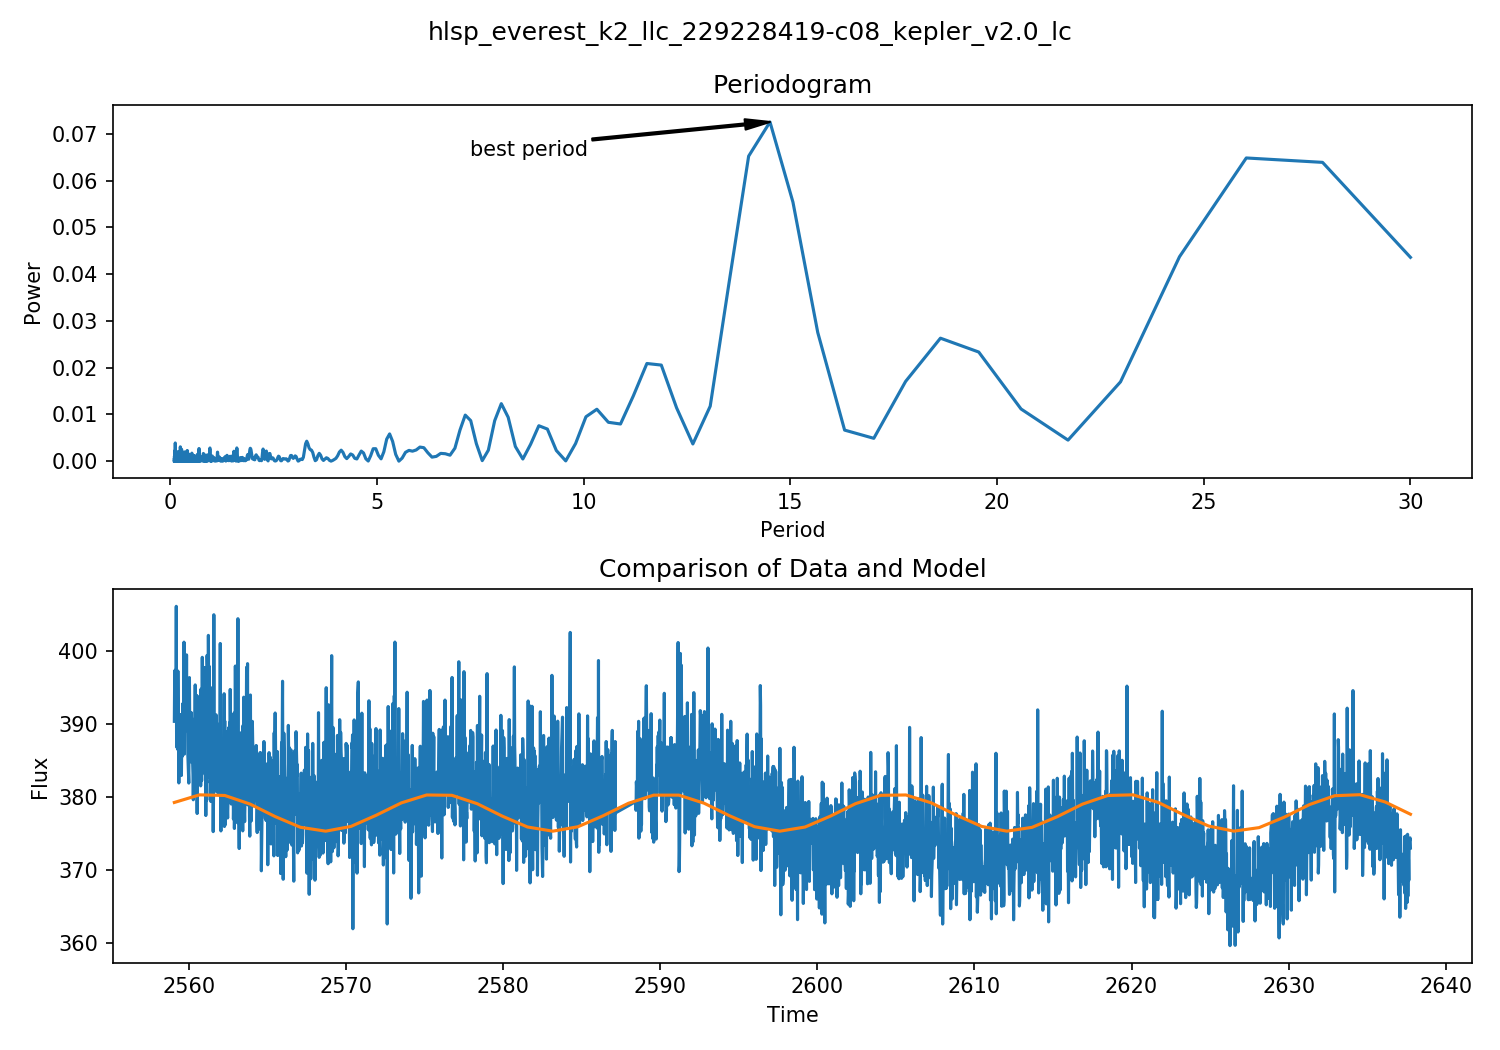 hlsp_everest_k2_llc_229228419-c08_kepler_v2.0_lc
Periodogram
0.07
0.06
0.05
0.04
0.03
0.02
0.01
0.00
Power
best period
0 5 10 15 20 25 30
Period
Comparison of Data and Model
400
390
380
370
360
Flux
2560 2570 2580 2590 2600 2610 2620 2630 2640
Time